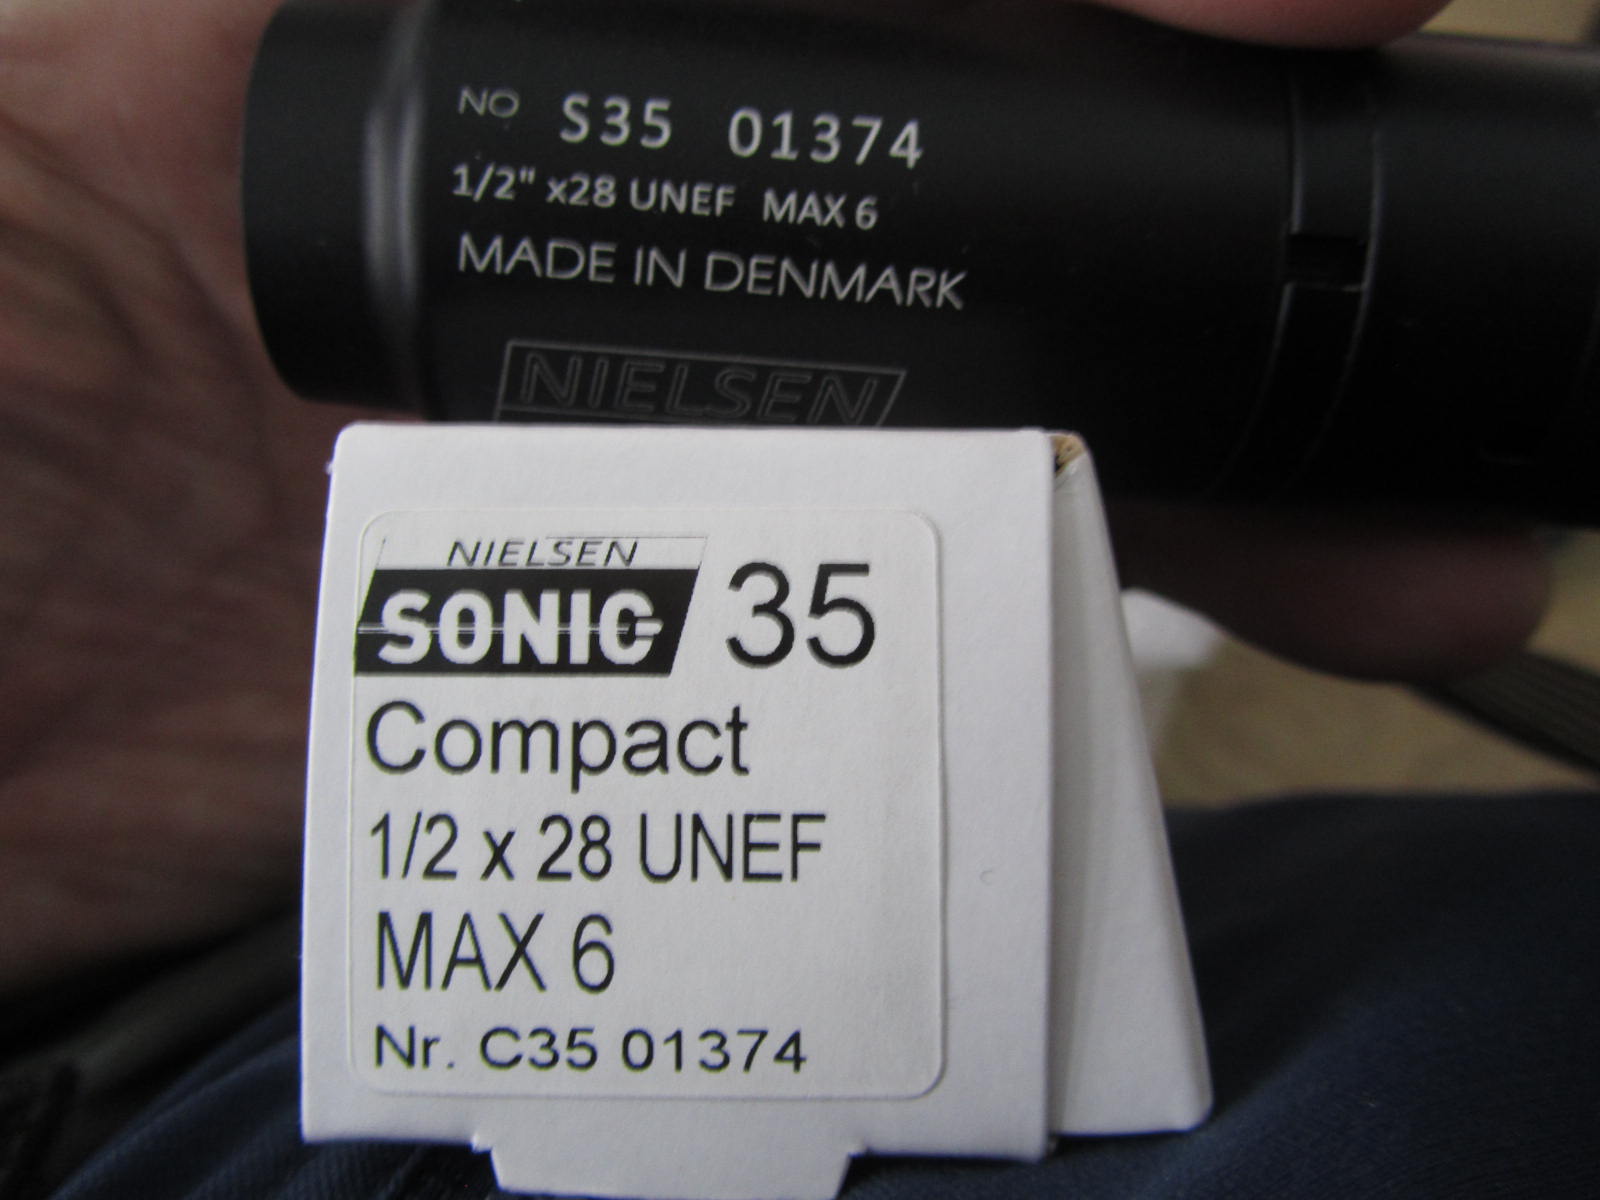 NO S35 01374
1/2" x28 UNEF MAX 6
MADE IN DENMARK
NIELSEN
NIELSEN
SONIC 35
Compact
1/2 x 28 UNEF
MAX 6
Nr. C35 01374